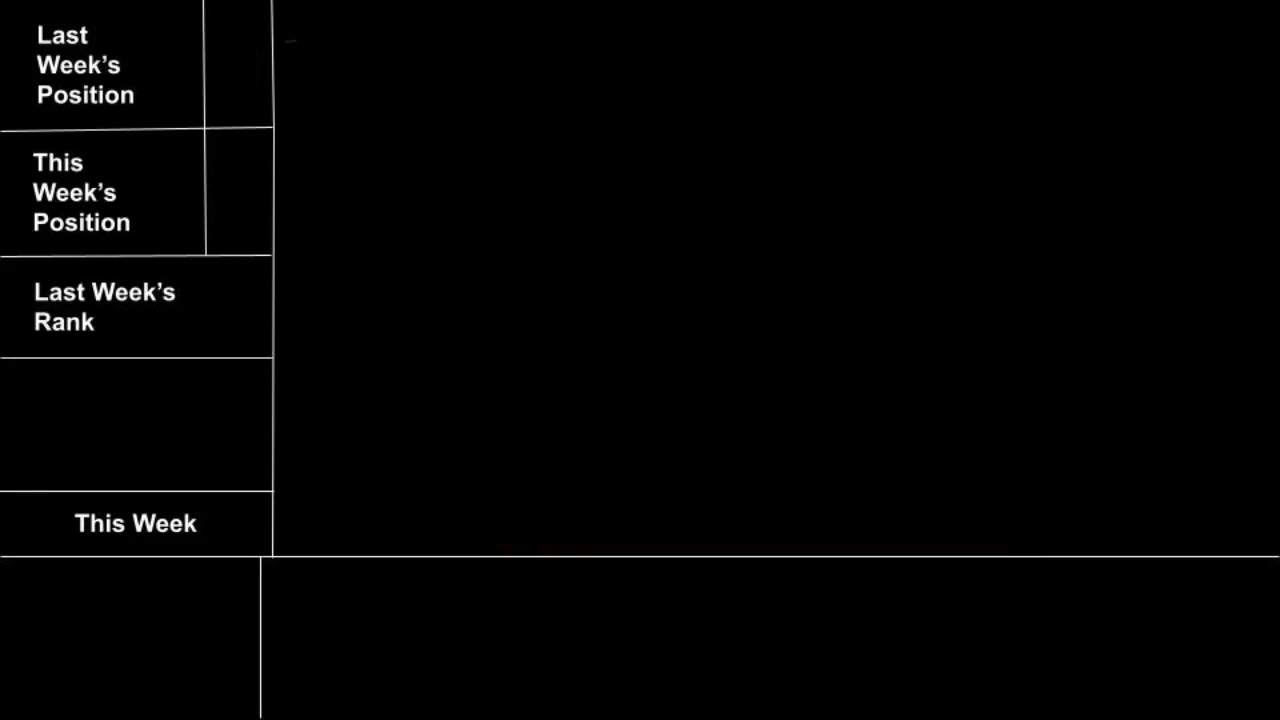 Last
Week’s
Position
This
Week’s
Position
Last Week’s
Rank
This Week